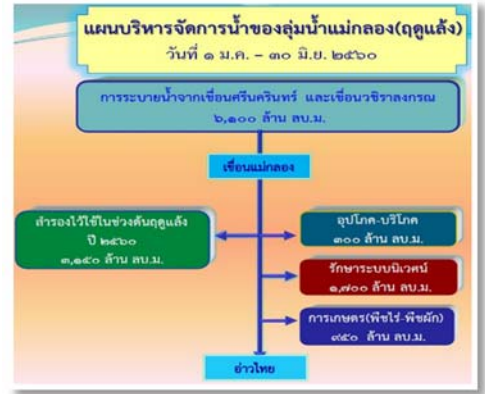 แผนบริหารจัดการน้ำของลุ่มน้ำแม่กลอง(ฤดูแล้ง)
วันที่ ๑ ม.ค. – ๓๐ มิ.ย. ๒๕๖๐
การระบายน้ำจากเขื่อนศรีนครินทร์ และเขื่อนวชิราลงกรณ
๖,๑๐๐ ล้าน ลบ.ม.
เขื่อนแม่กลอง
สำรองไว้ใช้ในช่วงต้นฤดูแล้ง
ปี ๒๕๖๐
๓,๑๕๐ ล้าน ลบ.ม.
อุปโภค-บริโภค
๓๐๐ ล้าน ลบ.ม.
รักษาระบบนิเวศน์
๑,๗๐๐ ล้าน ลบ.ม.
การเกษตร(พืชไร่-พืชผัก)
๙๕๐ ล้าน ลบ.ม.
อ่าวไทย